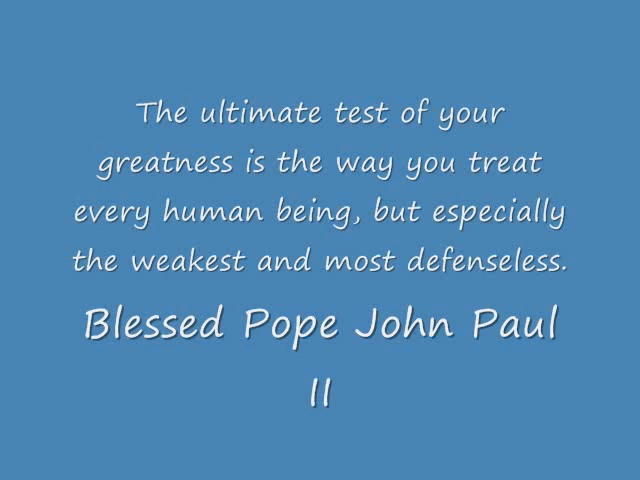 The ultimate test of your
greatness is the way you treat
every human being, but especially
the weakest and most defenseless.
Blessed Pope John Paul
II